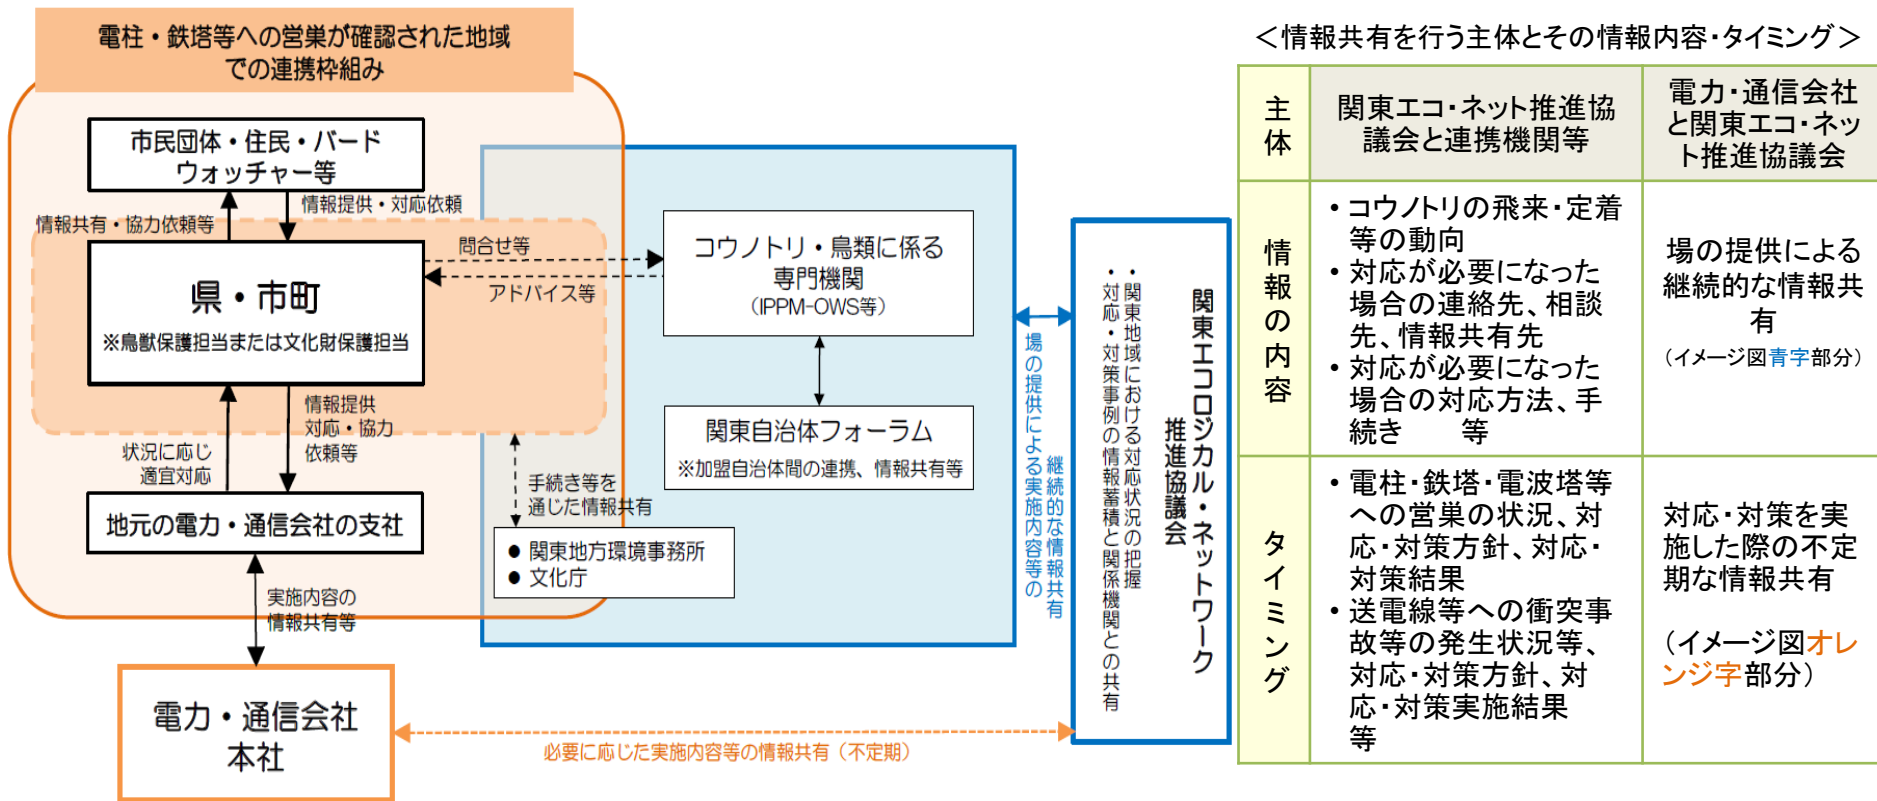 電柱・鉄塔等への営巣が確認された地域
での連携枠組み
市民団体・住民・バード
ウォッチャー等
情報共有・協力依頼等
情報提供・対応依頼
県・市町
※鳥獣保護担当または文化財保護担当
問合せ等
アドバイス等
状況に応じ
適宜対応
情報提供
対応・協力
依頼等
地元の電力・通信会社の支社
実施内容の
情報共有等
電力・通信会社
本社
コウノトリ・鳥類に係る
専門機関
(IPPM-OWS等)
関東自治体フォーラム
※加盟自治体間の連携、情報共有等
手続き等を
通じた情報共有
● 関東地方環境事務所
● 文化庁
場の提供による実施内容等の
継続的な情報共有
関東エコロジカル・ネットワーク
推進協議会
・関東地域における対応状況の把握
・対応・対策事例の情報蓄積と関係機関との共有
必要に応じた実施内容等の情報共有（不定期）
＜情報共有を行う主体とその情報内容・タイミング＞
主体
関東エコ・ネット推進協
議会と連携機関等
電力・通信会社
と関東エコ・ネッ
ト推進協議会
情報の内容
• コウノトリの飛来・定着
等の動向
• 対応が必要になった
場合の連絡先、相談
先、情報共有先
• 対応が必要になった
場合の対応方法、手
続き　　等
場の提供による
継続的な情報共
有
（イメージ図青字部分）
タイミング
• 電柱・鉄塔・電波塔等
への営巣の状況、対
応・対策方針、対応・
対策結果
• 送電線等への衝突事
故等の発生状況等、
対応・対策方針、対
応・対策実施結果
等
対応・対策を実
施した際の不定
期な情報共有
（イメージ図オレ
ンジ字部分）